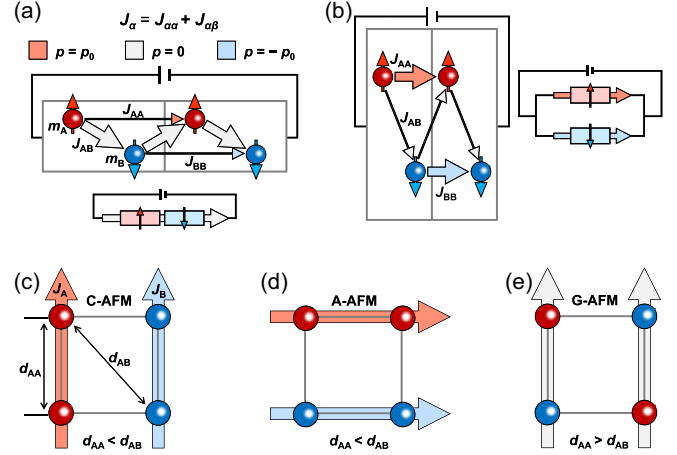 (a)
J_α = J_αα + J_αβ
p = p_0
p = 0
p = − p_0
J_AA
m_A
J_AB
m_B
J_BB
(b)
J_AA
J_AB
J_BB
(c)
C-AFM
J_A
J_B
d_AA
d_AB
d_AA < d_AB
(d)
A-AFM
d_AA < d_AB
(e)
G-AFM
d_AA > d_AB